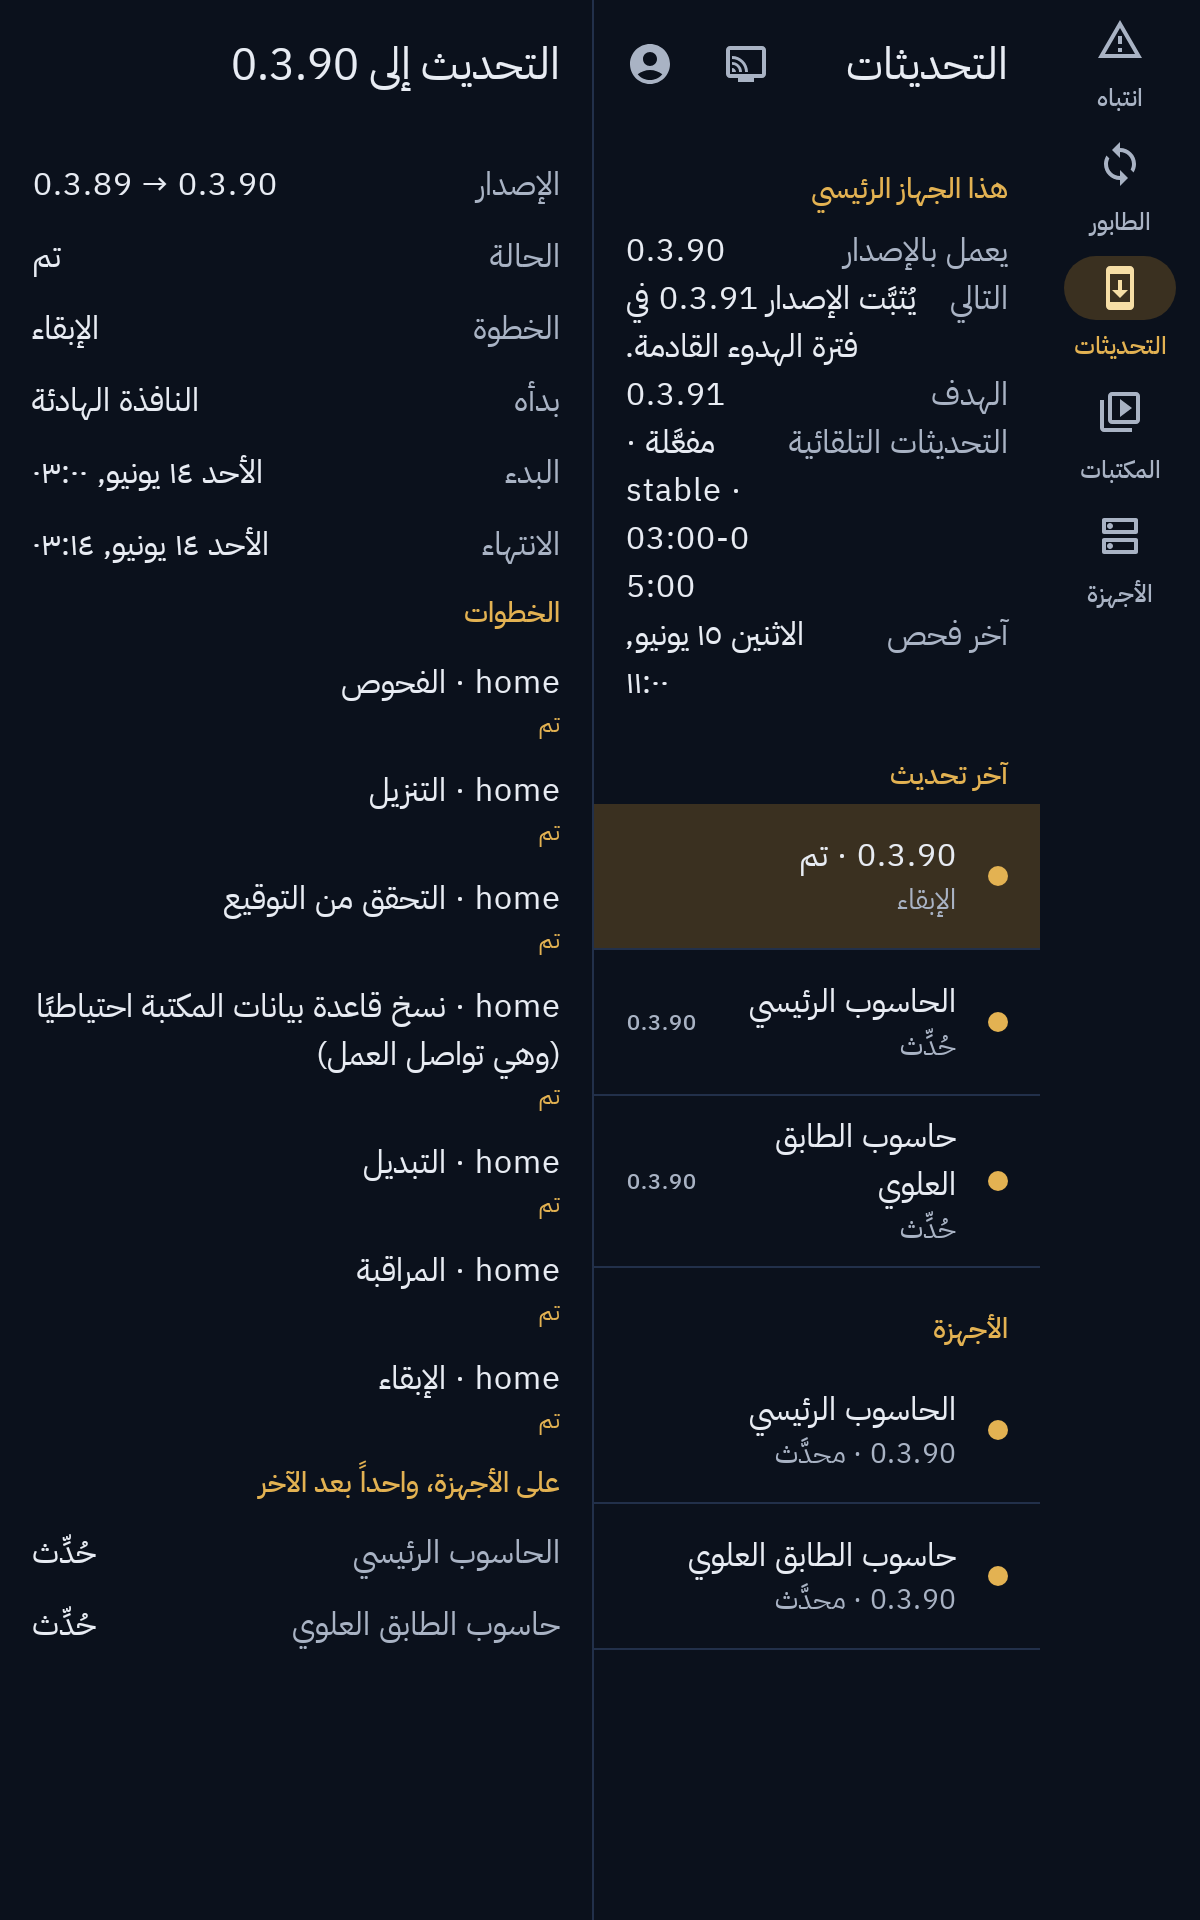 انتباه
الطابور
التحديثات
المكتبات
الأجهزة
التحديثات
هذا الجهاز الرئيسي
يعمل بالإصدار 0.3.90
التالي يُثبَّت الإصدار 0.3.91 في
فترة الهدوء القادمة.
الهدف 0.3.91
التحديثات التلقائية مفعَّلة ·
stable ·
03:00-0
5:00
آخر فحص الاثنين ١٥ يونيو,
١١:٠٠
آخر تحديث
0.3.90 · تم
الإبقاء
الحاسوب الرئيسي 0.3.90
حُدِّث
حاسوب الطابق
العلوي
0.3.90
حُدِّث
الأجهزة
الحاسوب الرئيسي
0.3.90 · محدَّث
حاسوب الطابق العلوي
0.3.90 · محدَّث
التحديث إلى 0.3.90
الإصدار 0.3.89 → 0.3.90
الحالة تم
الخطوة الإبقاء
بدأه النافذة الهادئة
البدء الأحد ١٤ يونيو, ٠٣:٠٠
الانتهاء الأحد ١٤ يونيو, ٠٣:١٤
الخطوات
home · الفحوص
تم
home · التنزيل
تم
home · التحقق من التوقيع
تم
home · نسخ قاعدة بيانات المكتبة احتياطيًا
(وهي تواصل العمل)
تم
home · التبديل
تم
home · المراقبة
تم
home · الإبقاء
تم
على الأجهزة، واحداً بعد الآخر
الحاسوب الرئيسي حُدِّث
حاسوب الطابق العلوي حُدِّث